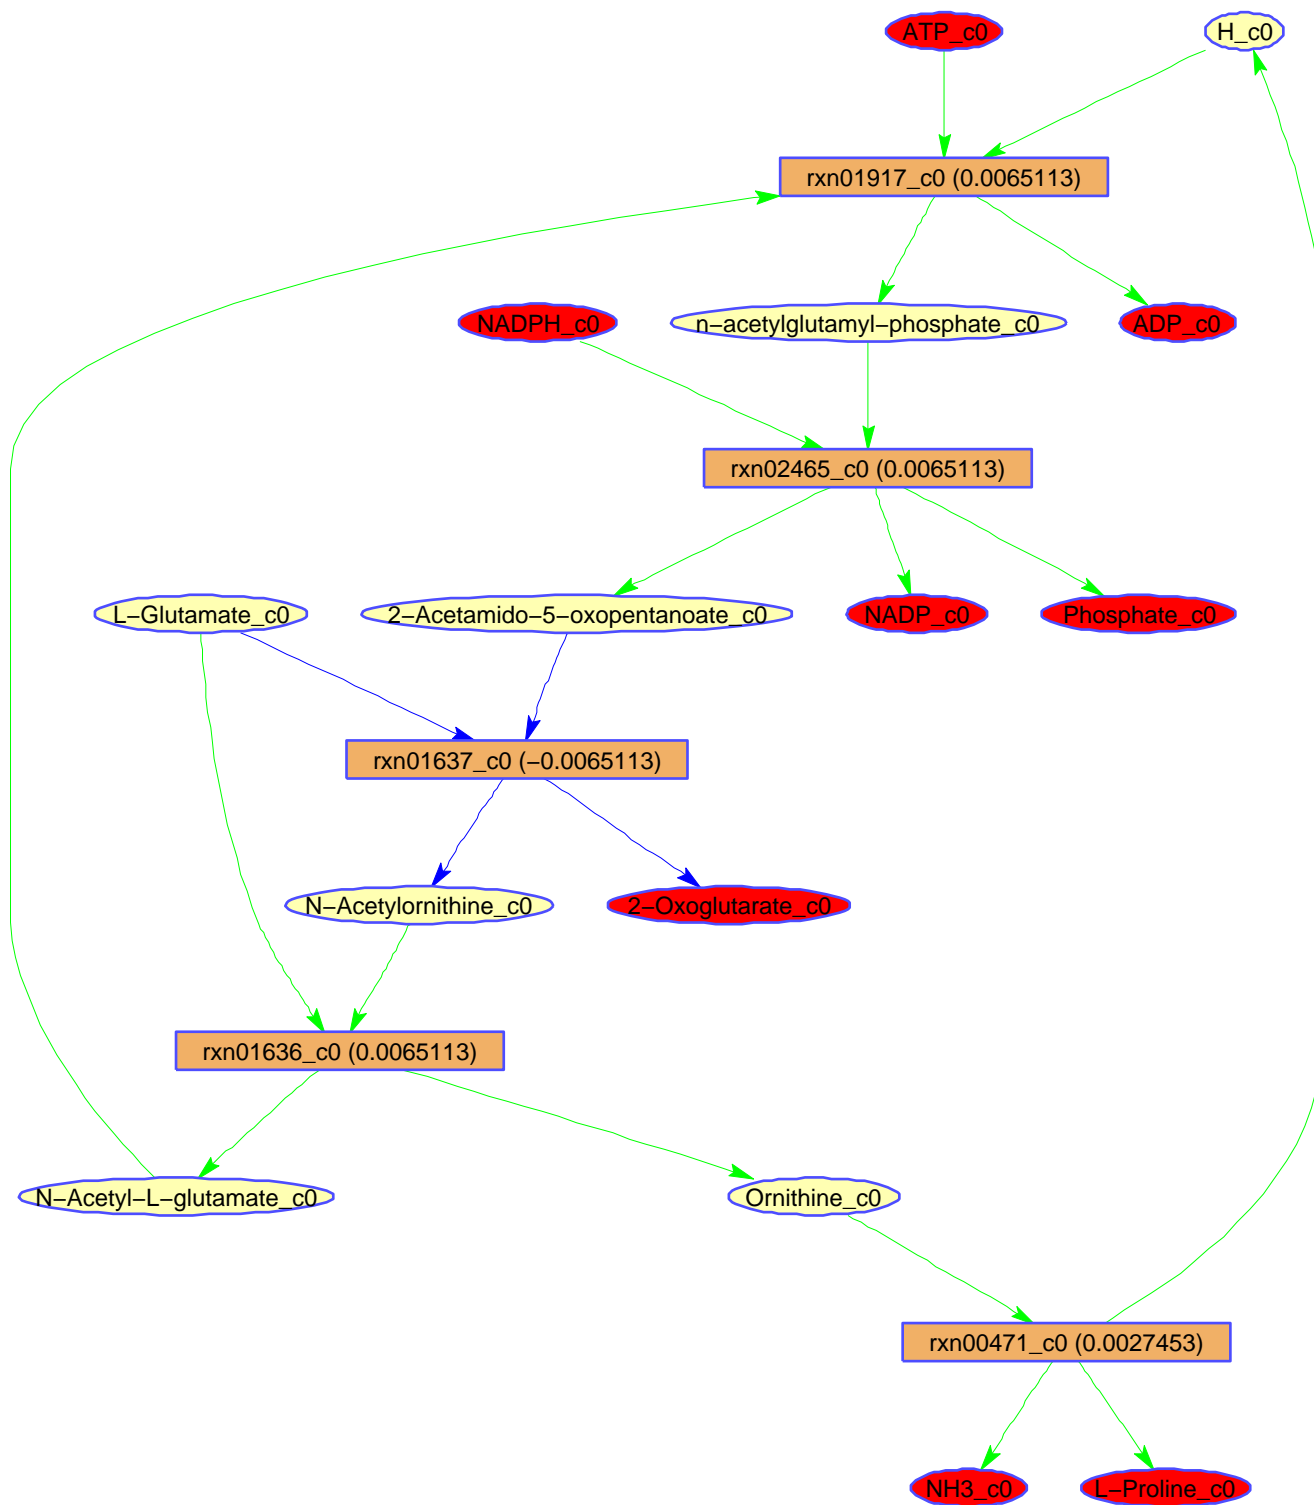 ATP_c0
H_c0
rxn01917_c0 (0.0065113)
NADPH_c0
n−acetylglutamyl−phosphate_c0
ADP_c0
rxn02465_c0 (0.0065113)
L−Glutamate_c0
2−Acetamido−5−oxopentanoate_c0
NADP_c0
Phosphate_c0
rxn01637_c0 (−0.0065113)
N−Acetylornithine_c0
2−Oxoglutarate_c0
rxn01636_c0 (0.0065113)
N−Acetyl−L−glutamate_c0
Ornithine_c0
rxn00471_c0 (0.0027453)
NH3_c0
L−Proline_c0